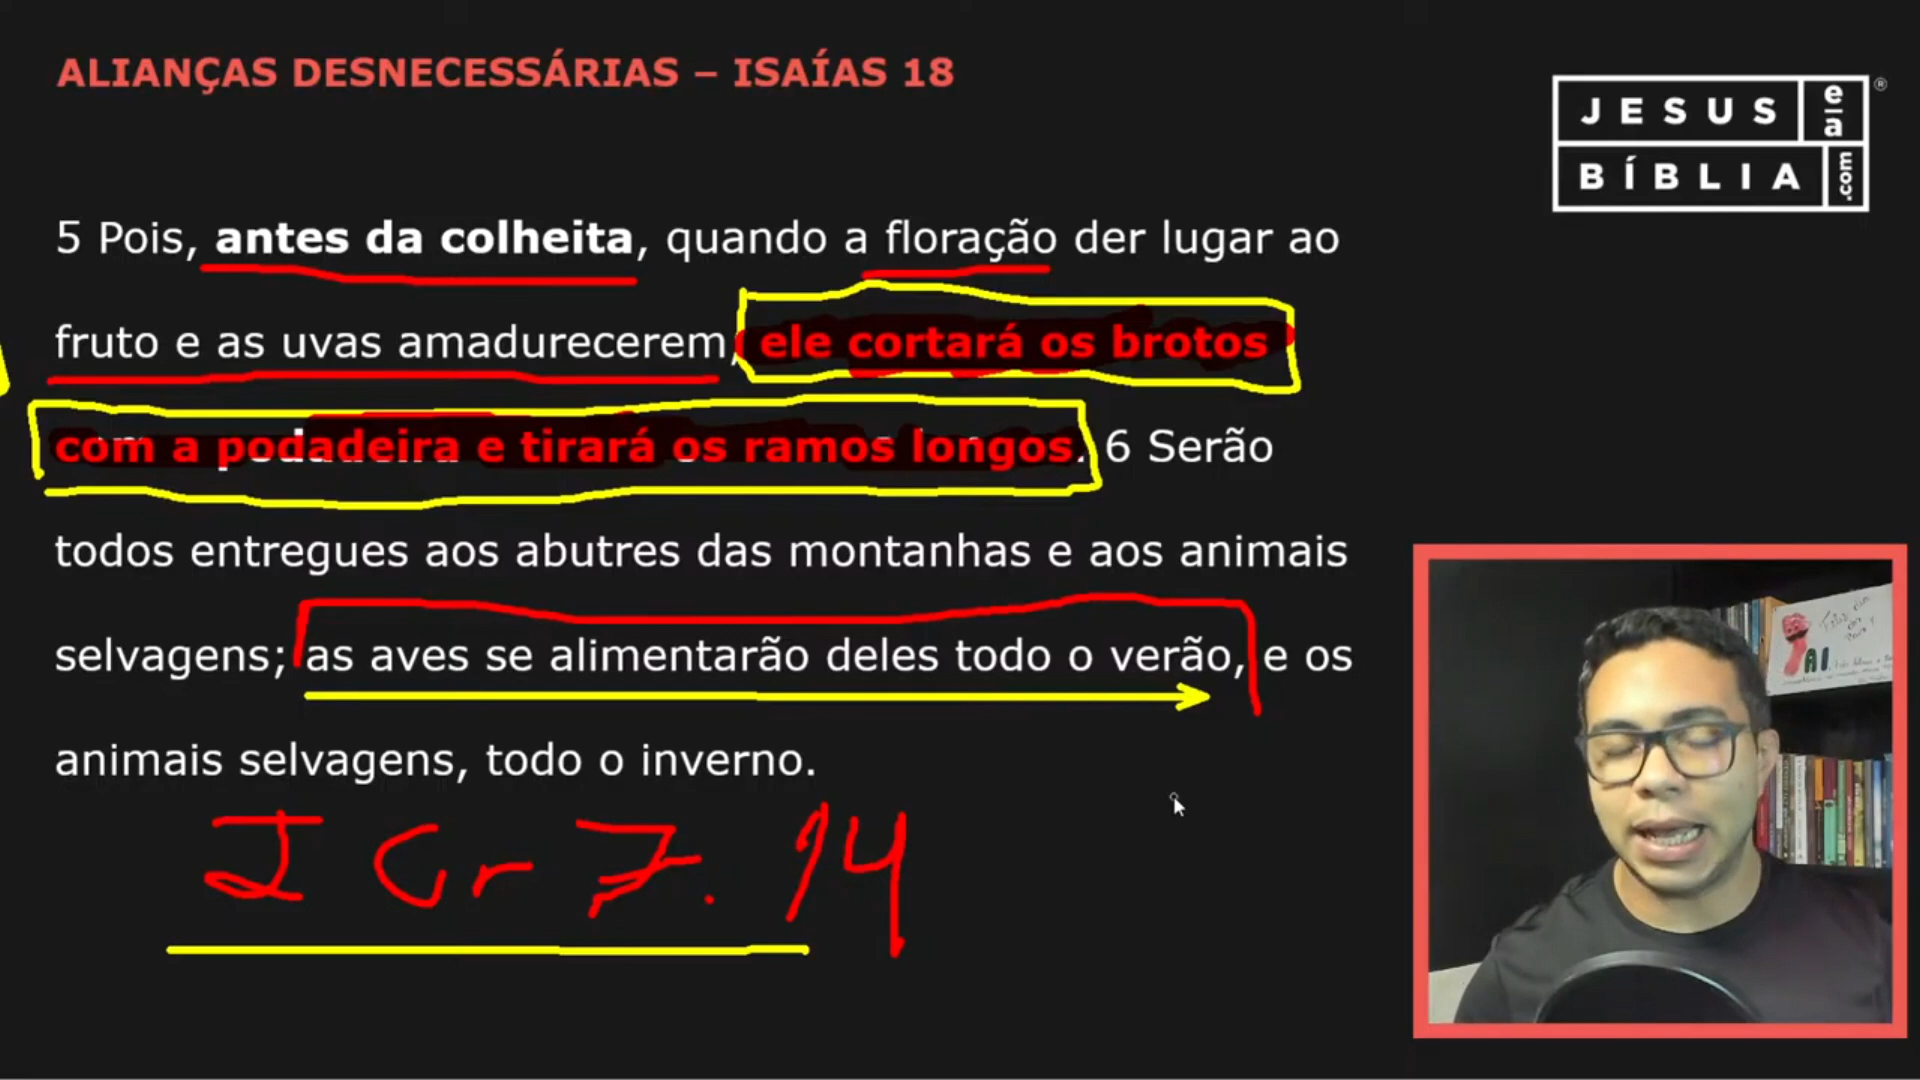 ALIANÇAS DESNECESSÁRIAS – ISAÍAS 18
JESUS e a
BÍBLIA .com
®
5 Pois, antes da colheita, quando a floração der lugar ao
fruto e as uvas amadurecerem, ele cortará os brotos
com a podadeira e tirará os ramos longos. 6 Serão
todos entregues aos abutres das montanhas e aos animais
selvagens; as aves se alimentarão deles todo o verão, e os
animais selvagens, todo o inverno.
I Cr 7. 14